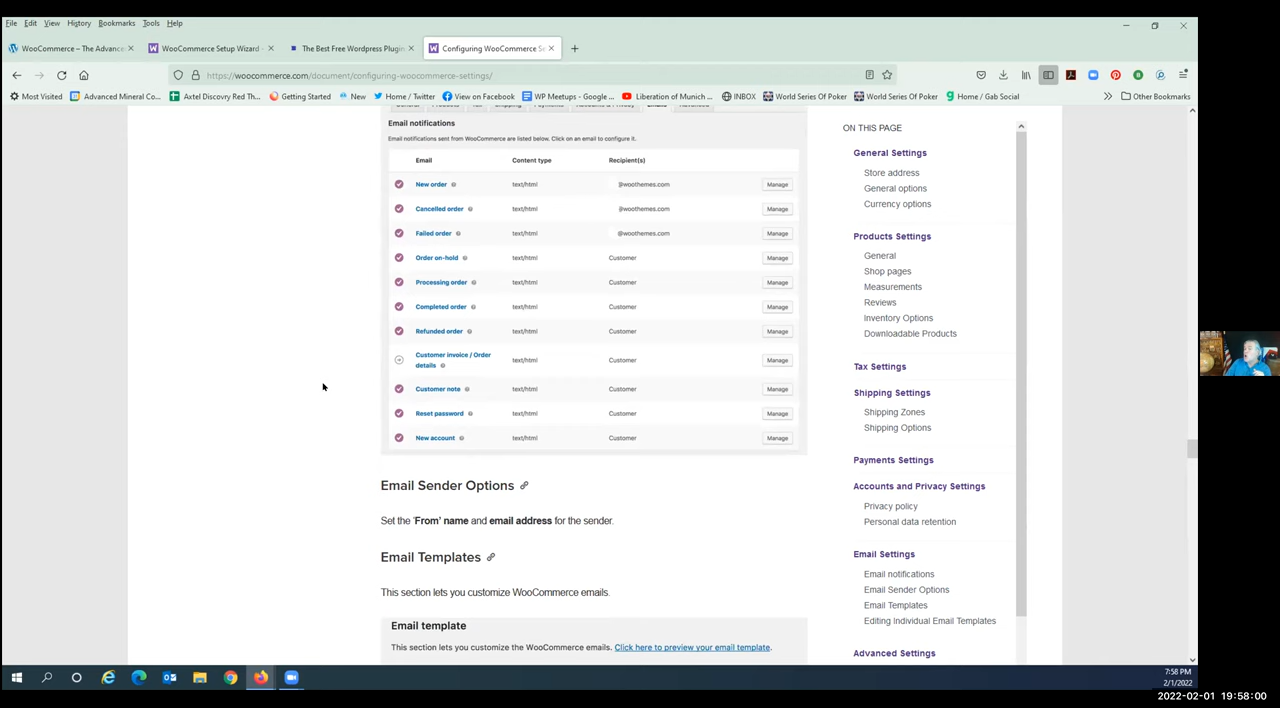 File Edit View History Bookmarks Tools Help
WooCommerce – The Advanc
WooCommerce Setup Wizard -
The Best Free Wordpress Plugin
Configuring WooCommerce Se
https://woocommerce.com/document/configuring-woocommerce-settings/
Most Visited
Advanced Mineral Co...
Axtel Discovry Red Th...
Getting Started
New
Home / Twitter
View on Facebook
WP Meetups - Google ...
Liberation of Munich ...
INBOX
World Series Of Poker
World Series Of Poker
Home / Gab Social
Other Bookmarks
Email notifications
Email notifications sent from WooCommerce are listed below. Click on an email to configure it.
Email Content type Recipient(s)
New order text/html @woothemes.com Manage
Cancelled order text/html @woothemes.com Manage
Failed order text/html @woothemes.com Manage
Order on-hold text/html Customer Manage
Processing order text/html Customer Manage
Completed order text/html Customer Manage
Refunded order text/html Customer Manage
Customer invoice / Order
details text/html Customer Manage
Customer note text/html Customer Manage
Reset password text/html Customer Manage
New account text/html Customer Manage
Email Sender Options
Set the 'From' name and email address for the sender.
Email Templates
This section lets you customize WooCommerce emails.
Email template
This section lets you customize the WooCommerce emails. Click here to preview your email template.
ON THIS PAGE
General Settings
Store address
General options
Currency options
Products Settings
General
Shop pages
Measurements
Reviews
Inventory Options
Downloadable Products
Tax Settings
Shipping Settings
Shipping Zones
Shipping Options
Payments Settings
Accounts and Privacy Settings
Privacy policy
Personal data retention
Email Settings
Email notifications
Email Sender Options
Email Templates
Editing Individual Email Templates
Advanced Settings
7:58 PM
2/1/2022
2022-02-01 19:58:00